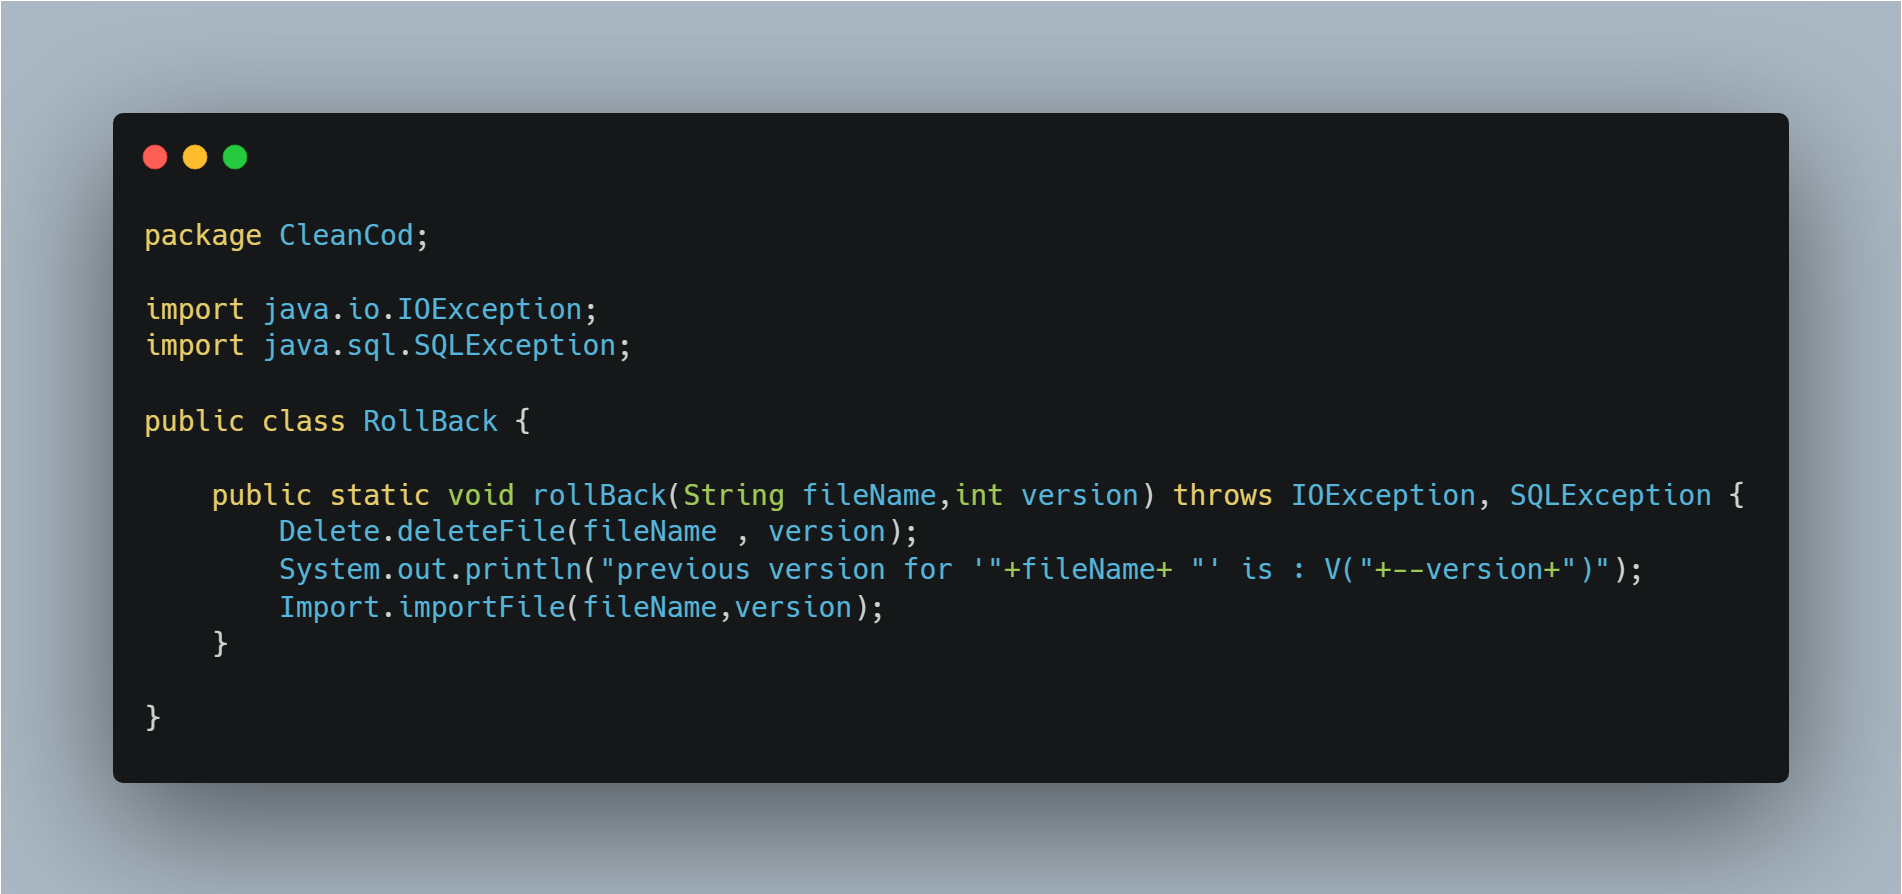 package CleanCod;
import java.io.IOException;
import java.sql.SQLException;
public class RollBack {
public static void rollBack(String fileName,int version) throws IOException, SQLException {
Delete.deleteFile(fileName , version);
System.out.println("previous version for '"+fileName+ "' is : V("+--version+")");
Import.importFile(fileName,version);
}
}